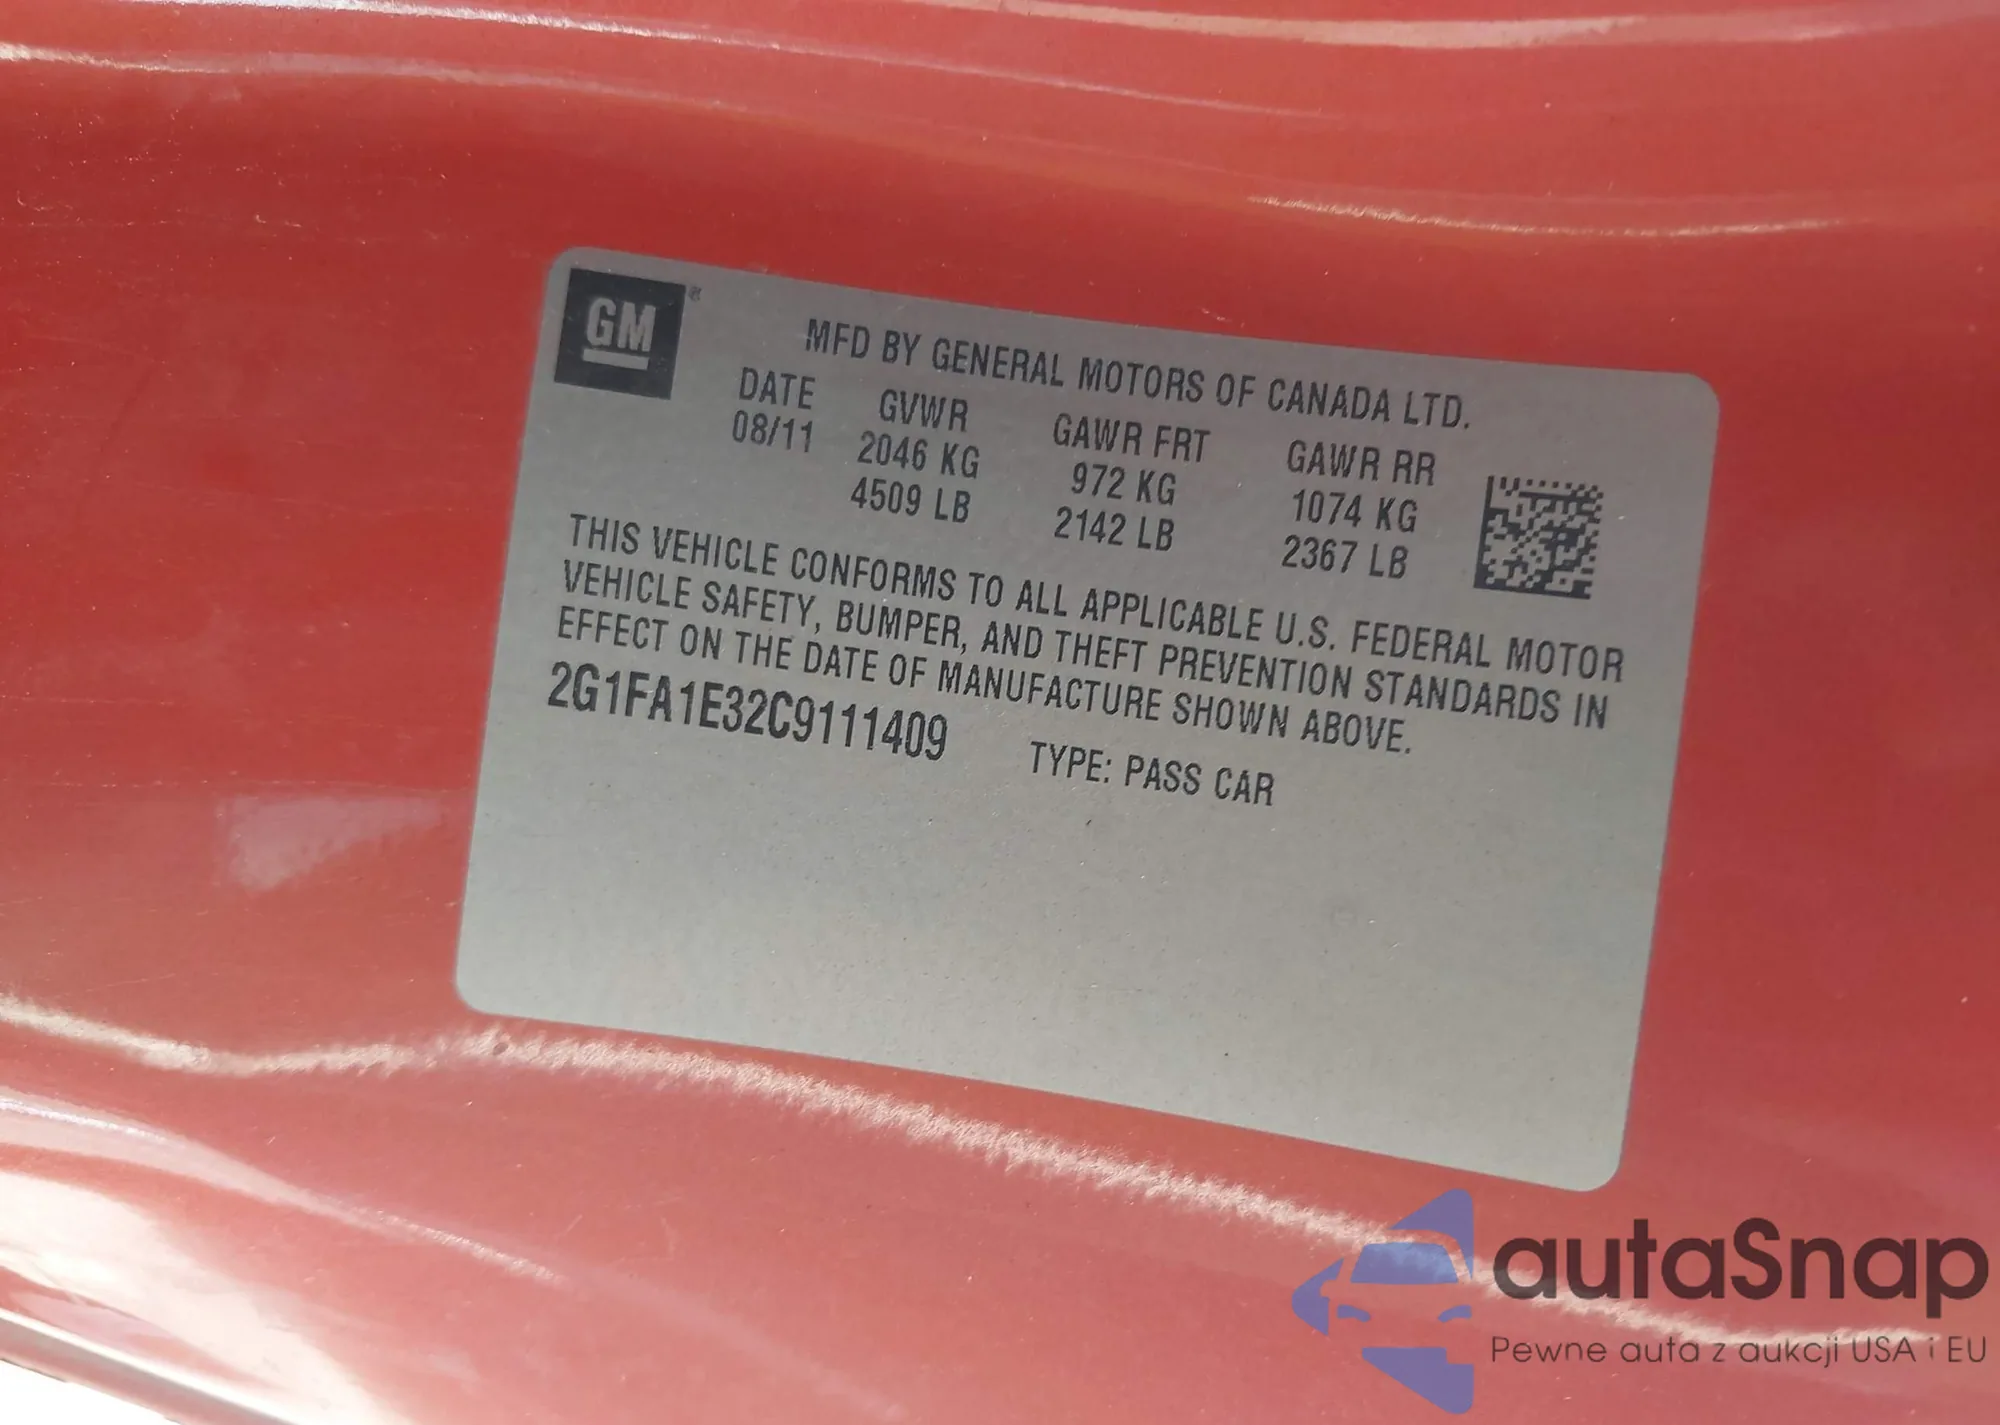 GM ®
MFD BY GENERAL MOTORS OF CANADA LTD.
DATE GVWR GAWR FRT GAWR RR
08/11 2046 KG 972 KG 1074 KG
4509 LB 2142 LB 2367 LB
THIS VEHICLE CONFORMS TO ALL APPLICABLE U.S. FEDERAL MOTOR
VEHICLE SAFETY, BUMPER, AND THEFT PREVENTION STANDARDS IN
EFFECT ON THE DATE OF MANUFACTURE SHOWN ABOVE.
2G1FA1E32C9111409 TYPE: PASS CAR
autaSnap
Pewne auta z aukcji USA i EU